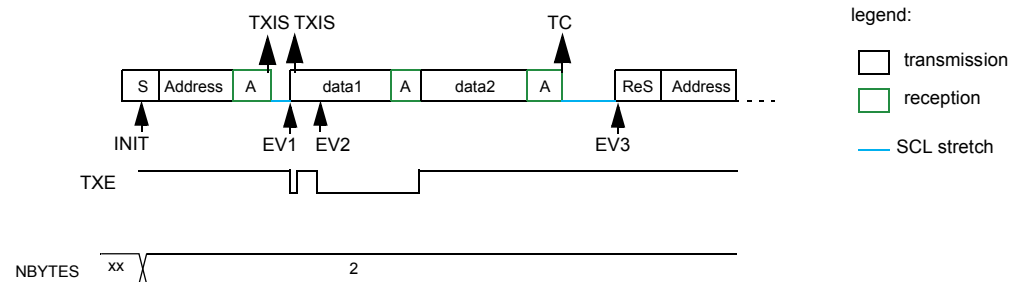 legend:
TXIS TXIS TC
transmission
S Address A data1 A data2 A ReS Address
reception
INIT EV1 EV2 EV3
SCL stretch
TXE
NBYTES xx 2